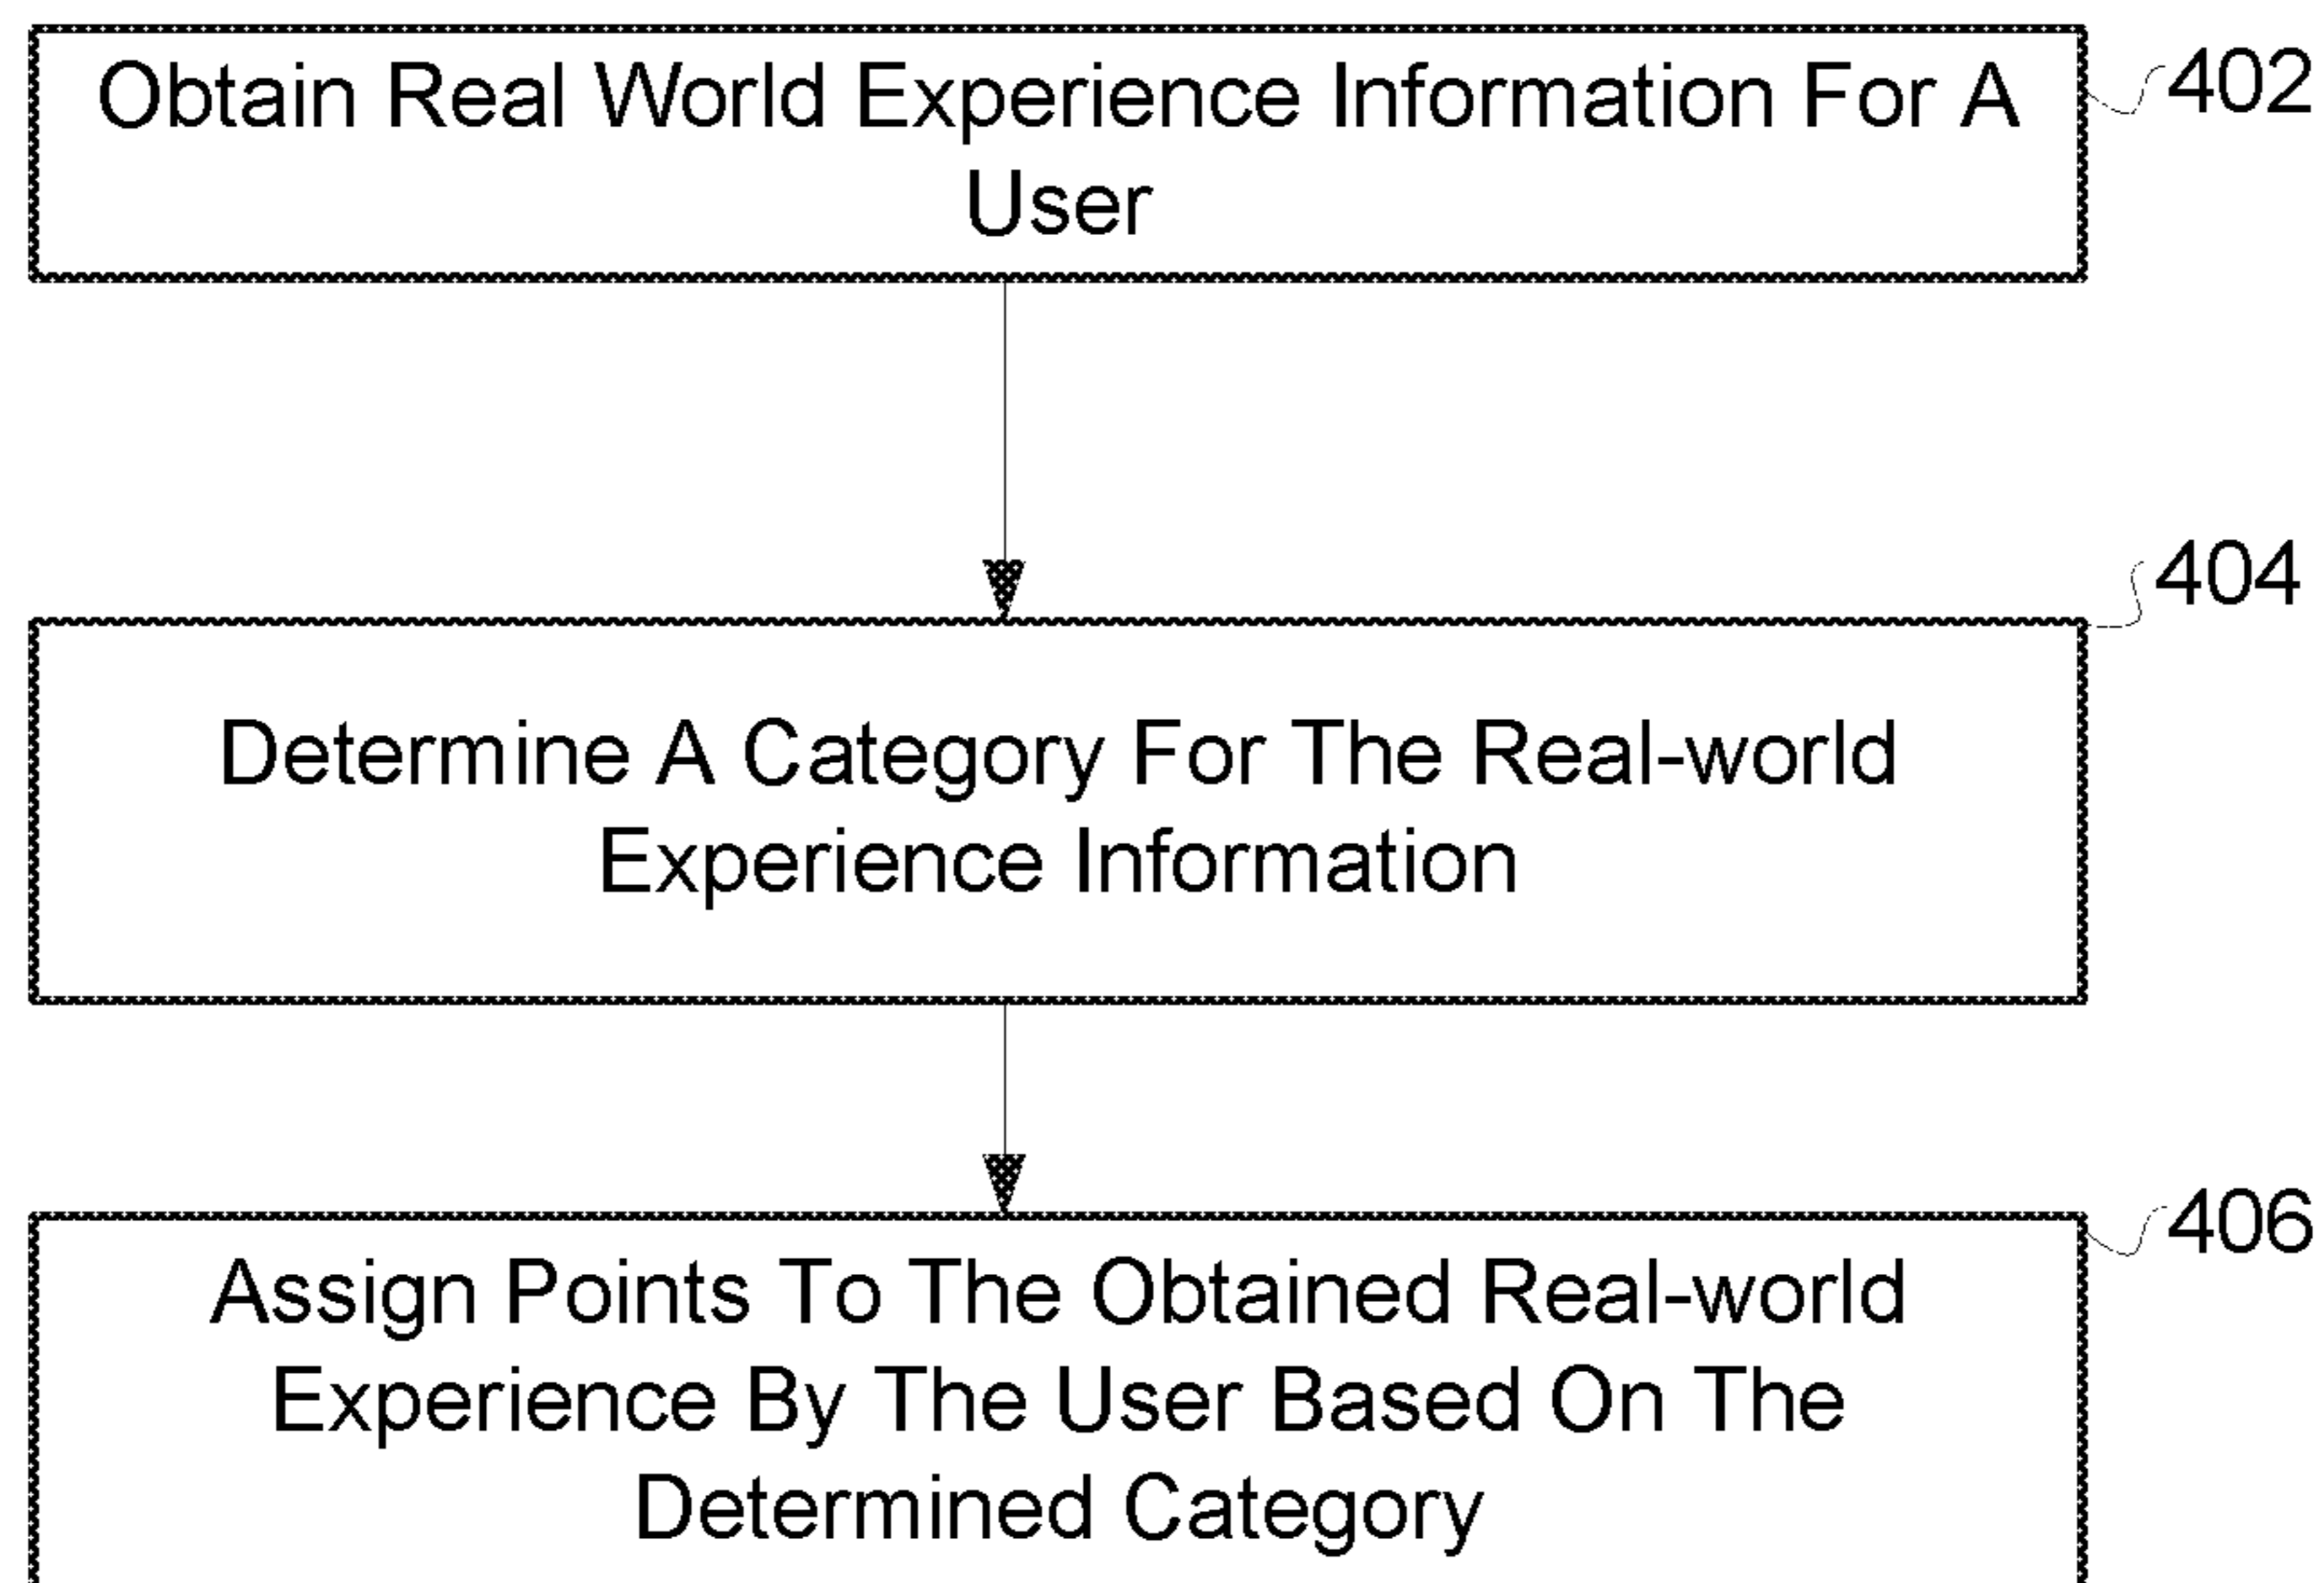 Obtain Real World Experience Information For A
User
402
404
Determine A Category For The Real-world
Experience Information
406
Assign Points To The Obtained Real-world
Experience By The User Based On The
Determined Category